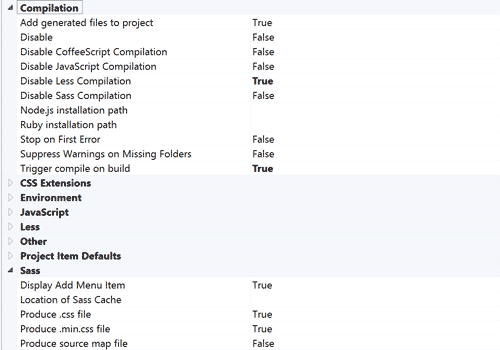 Compilation
Add generated files to project True
Disable False
Disable CoffeeScript Compilation False
Disable JavaScript Compilation False
Disable Less Compilation True
Disable Sass Compilation False
Node.js installation path
Ruby installation path
Stop on First Error False
Suppress Warnings on Missing Folders False
Trigger compile on build True
CSS Extensions
Environment
JavaScript
Less
Other
Project Item Defaults
Sass
Display Add Menu Item True
Location of Sass Cache
Produce .css file True
Produce .min.css file True
Produce source map file False